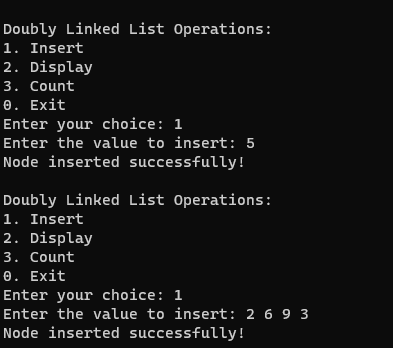 Doubly Linked List Operations:
1. Insert
2. Display
3. Count
0. Exit
Enter your choice: 1
Enter the value to insert: 5
Node inserted successfully!
Doubly Linked List Operations:
1. Insert
2. Display
3. Count
0. Exit
Enter your choice: 1
Enter the value to insert: 2 6 9 3
Node inserted successfully!